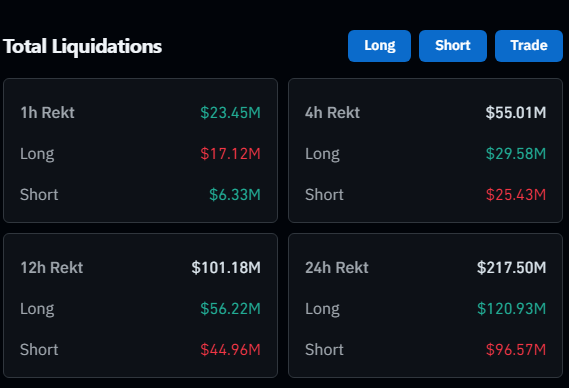 Total Liquidations Long Short Trade
1h Rekt $23.45M
Long $17.12M
Short $6.33M
4h Rekt $55.01M
Long $29.58M
Short $25.43M
12h Rekt $101.18M
Long $56.22M
Short $44.96M
24h Rekt $217.50M
Long $120.93M
Short $96.57M